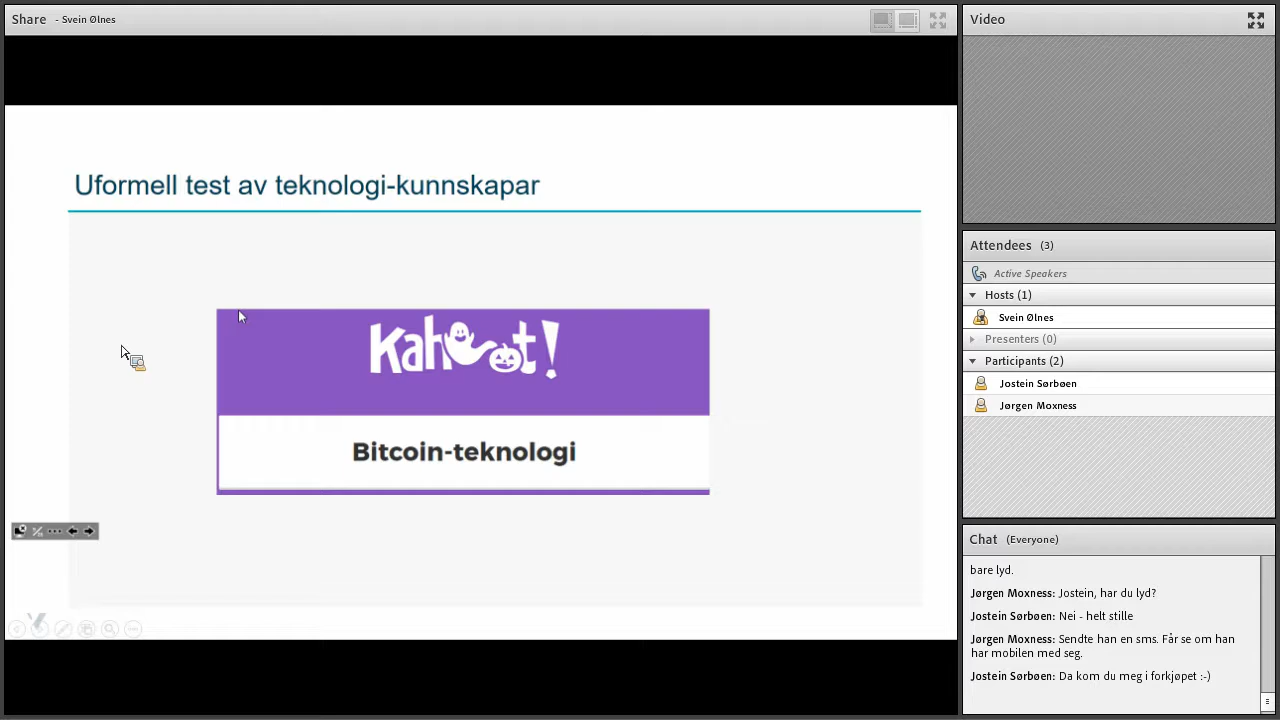 Share - Svein Ølnes
Uformell test av teknologi-kunnskapar
Kahoot!
Bitcoin-teknologi
Video
Attendees (3)
Active Speakers
Hosts (1)
Svein Ølnes
Presenters (0)
Participants (2)
Jostein Sørbøen
Jørgen Moxness
Chat (Everyone)
bare lyd.
Jørgen Moxness: Jostein, har du lyd?
Jostein Sørbøen: Nei - helt stille
Jørgen Moxness: Sendte han en sms. Får se om han
har mobilen med seg.
Jostein Sørbøen: Da kom du meg i forkjøpet :-)